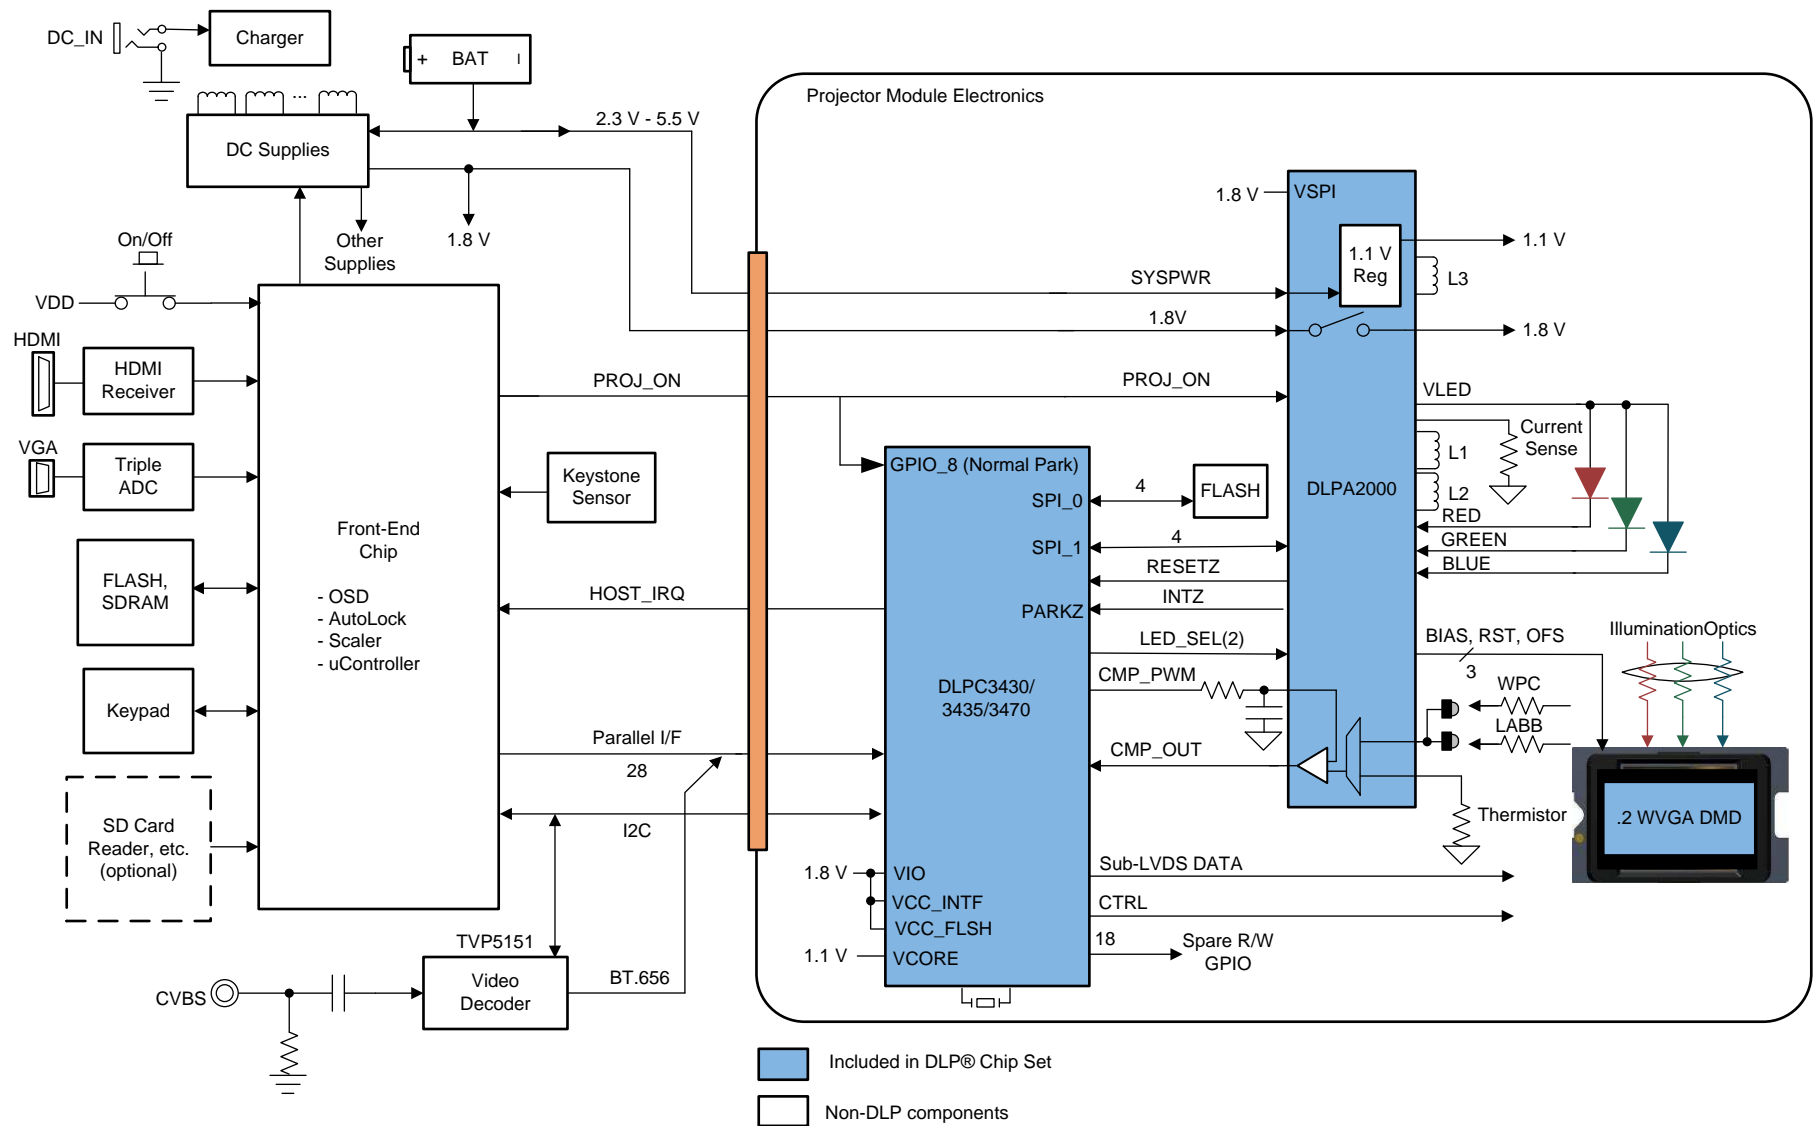 DC_IN
Charger
+ BAT –
Projector Module Electronics
...
2.3 V - 5.5 V
DC Supplies
1.8 V
Other
Supplies
On/Off
VDD
HDMI
HDMI
Receiver
VGA
Triple
ADC
FLASH,
SDRAM
Keypad
SD Card
Reader, etc.
(optional)
Front-End
Chip
- OSD
- AutoLock
- Scaler
- uController
PROJ_ON
Keystone
Sensor
HOST_IRQ
Parallel I/F
28
I2C
TVP5151
Video
Decoder
BT.656
CVBS
SYSPWR
1.8V
PROJ_ON
GPIO_8 (Normal Park)
SPI_0
4
FLASH
SPI_1
4
RESETZ
PARKZ
INTZ
LED_SEL(2)
CMP_PWM
DLPC3430/
3435/3470
CMP_OUT
1.8 V
VIO
VCC_INTF
VCC_FLSH
1.1 V
VCORE
Sub-LVDS DATA
CTRL
18
Spare R/W
GPIO
1.8 V
VSPI
1.1 V
Reg
1.1 V
L3
1.8 V
VLED
Current
Sense
L1
DLPA2000
L2
RED
GREEN
BLUE
BIAS, RST, OFS
3
IlluminationOptics
WPC
LABB
Thermistor
.2 WVGA DMD
Included in DLP® Chip Set
Non-DLP components